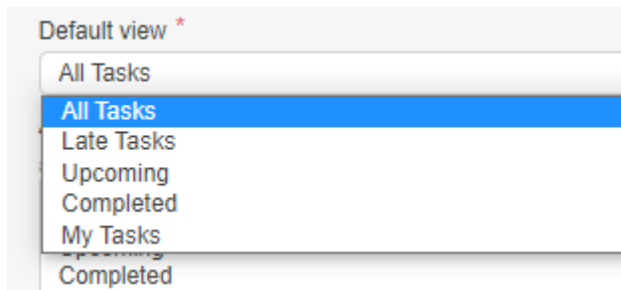 Default view *
All Tasks
All Tasks
Late Tasks
Upcoming
Completed
My Tasks
Completed